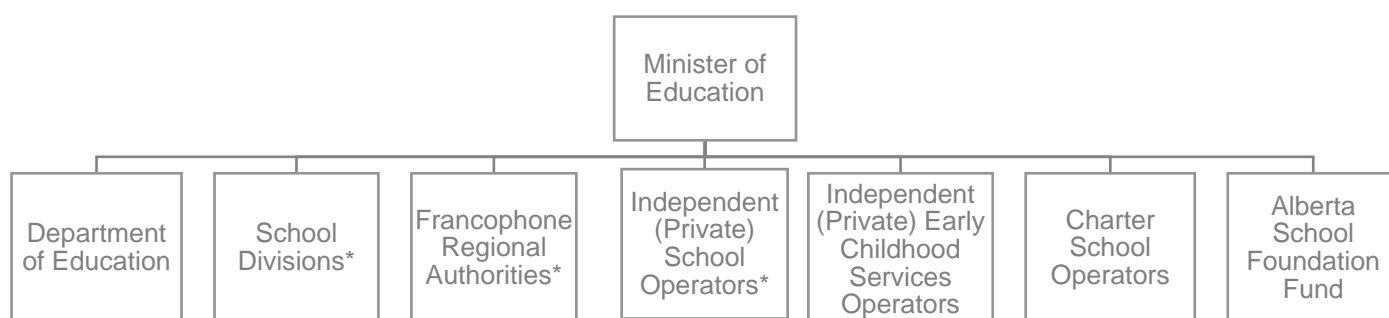 Minister of
Education
Department
of Education
School
Divisions*
Francophone
Regional
Authorities*
Independent
(Private)
School
Operators*
Independent
(Private) Early
Childhood
Services
Operators
Charter
School
Operators
Alberta
School
Foundation
Fund